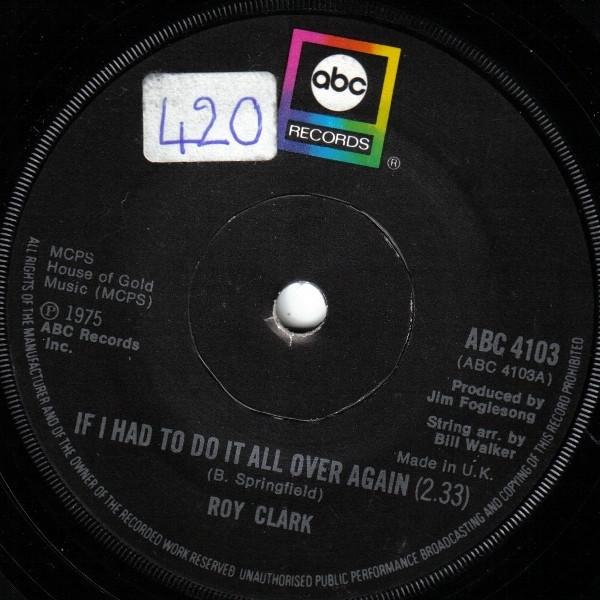 abc
RECORDS
®
420
MCPS
House of Gold
Music (MCPS)
Ⓟ 1975
ABC Records
Inc.
ABC 4103
(ABC 4103A)
Produced by
Jim Foglesong
String arr. by
Bill Walker
Made in U.K.
IF I HAD TO DO IT ALL OVER AGAIN (2.33)
(B. Springfield)
ROY CLARK
ALL RIGHTS OF THE MANUFACTURER AND OF THE OWNER OF THE RECORDED WORK RESERVED UNAUTHORISED PUBLIC PERFORMANCE BROADCASTING AND COPYING OF THIS RECORD PROHIBITED